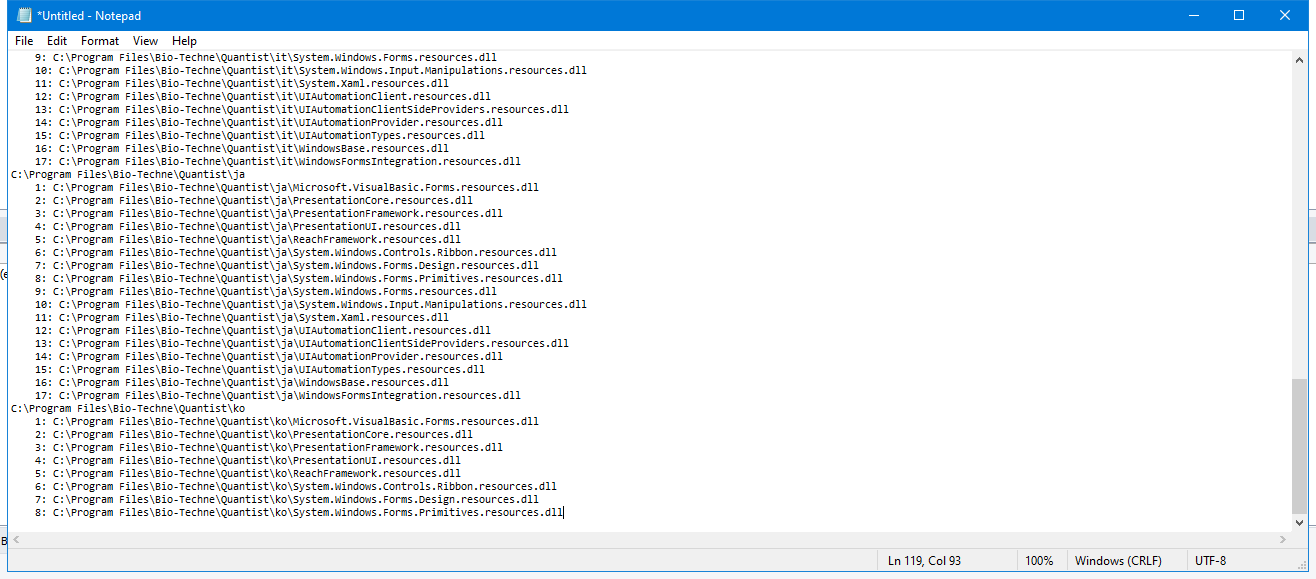 *Untitled - Notepad
File Edit Format View Help
9: C:\Program Files\Bio-Techne\Quantist\it\System.Windows.Forms.resources.dll
10: C:\Program Files\Bio-Techne\Quantist\it\System.Windows.Input.Manipulations.resources.dll
11: C:\Program Files\Bio-Techne\Quantist\it\System.Xaml.resources.dll
12: C:\Program Files\Bio-Techne\Quantist\it\UIAutomationClient.resources.dll
13: C:\Program Files\Bio-Techne\Quantist\it\UIAutomationClientSideProviders.resources.dll
14: C:\Program Files\Bio-Techne\Quantist\it\UIAutomationProvider.resources.dll
15: C:\Program Files\Bio-Techne\Quantist\it\UIAutomationTypes.resources.dll
16: C:\Program Files\Bio-Techne\Quantist\it\WindowsBase.resources.dll
17: C:\Program Files\Bio-Techne\Quantist\it\WindowsFormsIntegration.resources.dll
C:\Program Files\Bio-Techne\Quantist\ja
1: C:\Program Files\Bio-Techne\Quantist\ja\Microsoft.VisualBasic.Forms.resources.dll
2: C:\Program Files\Bio-Techne\Quantist\ja\PresentationCore.resources.dll
3: C:\Program Files\Bio-Techne\Quantist\ja\PresentationFramework.resources.dll
4: C:\Program Files\Bio-Techne\Quantist\ja\PresentationUI.resources.dll
5: C:\Program Files\Bio-Techne\Quantist\ja\ReachFramework.resources.dll
6: C:\Program Files\Bio-Techne\Quantist\ja\System.Windows.Controls.Ribbon.resources.dll
7: C:\Program Files\Bio-Techne\Quantist\ja\System.Windows.Forms.Design.resources.dll
8: C:\Program Files\Bio-Techne\Quantist\ja\System.Windows.Forms.Primitives.resources.dll
9: C:\Program Files\Bio-Techne\Quantist\ja\System.Windows.Forms.resources.dll
10: C:\Program Files\Bio-Techne\Quantist\ja\System.Windows.Input.Manipulations.resources.dll
11: C:\Program Files\Bio-Techne\Quantist\ja\System.Xaml.resources.dll
12: C:\Program Files\Bio-Techne\Quantist\ja\UIAutomationClient.resources.dll
13: C:\Program Files\Bio-Techne\Quantist\ja\UIAutomationClientSideProviders.resources.dll
14: C:\Program Files\Bio-Techne\Quantist\ja\UIAutomationProvider.resources.dll
15: C:\Program Files\Bio-Techne\Quantist\ja\UIAutomationTypes.resources.dll
16: C:\Program Files\Bio-Techne\Quantist\ja\WindowsBase.resources.dll
17: C:\Program Files\Bio-Techne\Quantist\ja\WindowsFormsIntegration.resources.dll
C:\Program Files\Bio-Techne\Quantist\ko
1: C:\Program Files\Bio-Techne\Quantist\ko\Microsoft.VisualBasic.Forms.resources.dll
2: C:\Program Files\Bio-Techne\Quantist\ko\PresentationCore.resources.dll
3: C:\Program Files\Bio-Techne\Quantist\ko\PresentationFramework.resources.dll
4: C:\Program Files\Bio-Techne\Quantist\ko\PresentationUI.resources.dll
5: C:\Program Files\Bio-Techne\Quantist\ko\ReachFramework.resources.dll
6: C:\Program Files\Bio-Techne\Quantist\ko\System.Windows.Controls.Ribbon.resources.dll
7: C:\Program Files\Bio-Techne\Quantist\ko\System.Windows.Forms.Design.resources.dll
8: C:\Program Files\Bio-Techne\Quantist\ko\System.Windows.Forms.Primitives.resources.dll
Ln 119, Col 93 100% Windows (CRLF) UTF-8